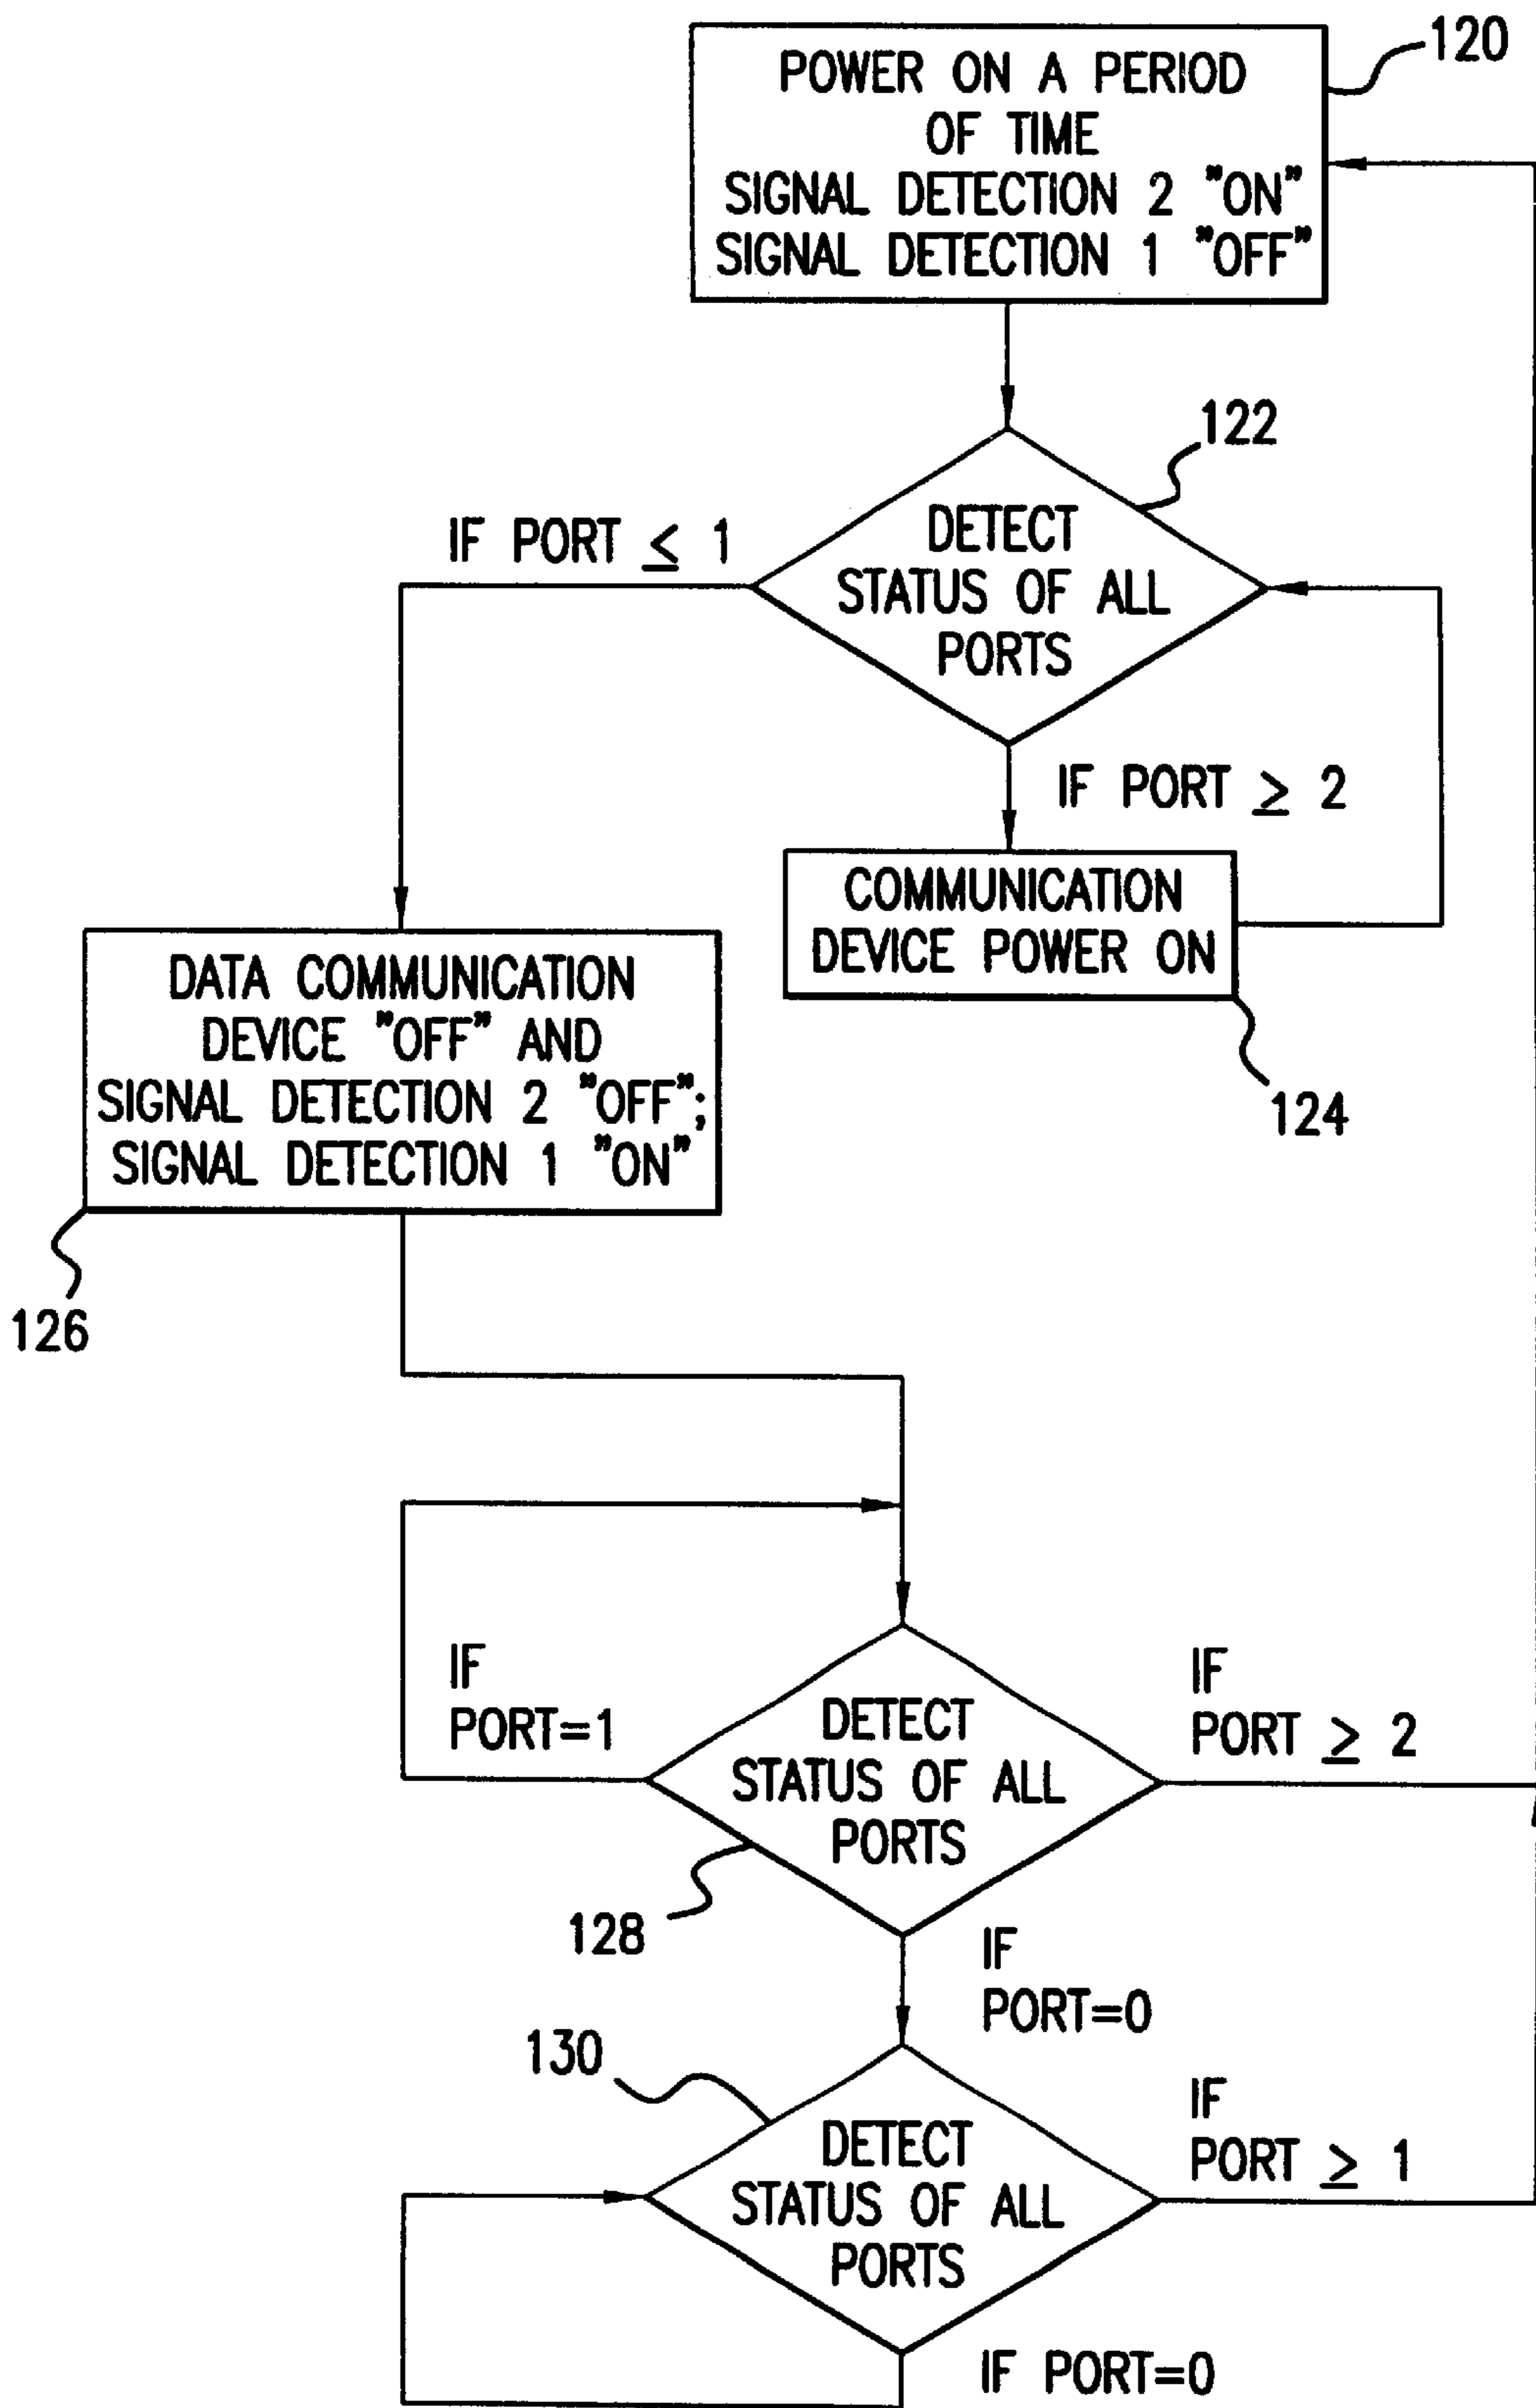 POWER ON A PERIOD
OF TIME
SIGNAL DETECTION 2 "ON"
SIGNAL DETECTION 1 "OFF"
120
122
IF PORT ≤ 1
DETECT
STATUS OF ALL
PORTS
IF PORT ≥ 2
COMMUNICATION
DEVICE POWER ON
124
DATA COMMUNICATION
DEVICE "OFF" AND
SIGNAL DETECTION 2 "OFF";
SIGNAL DETECTION 1 "ON"
126
IF
PORT=1
DETECT
STATUS OF ALL
PORTS
IF
PORT ≥ 2
128
IF
PORT=0
130
DETECT
STATUS OF ALL
PORTS
IF
PORT ≥ 1
IF PORT=0